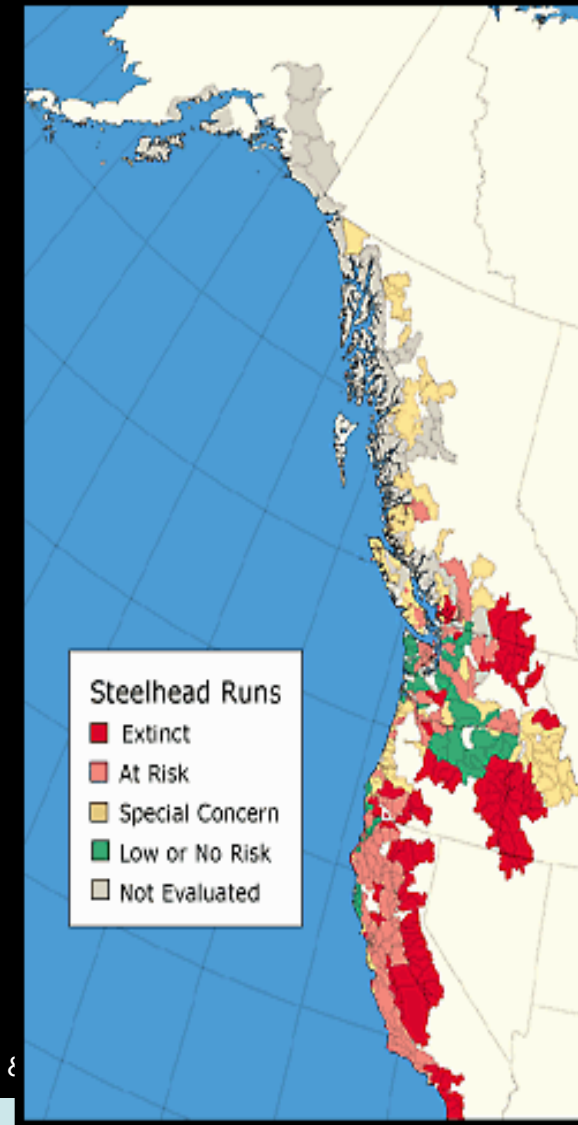 Steelhead Runs
Extinct
At Risk
Special Concern
Low or No Risk
Not Evaluated